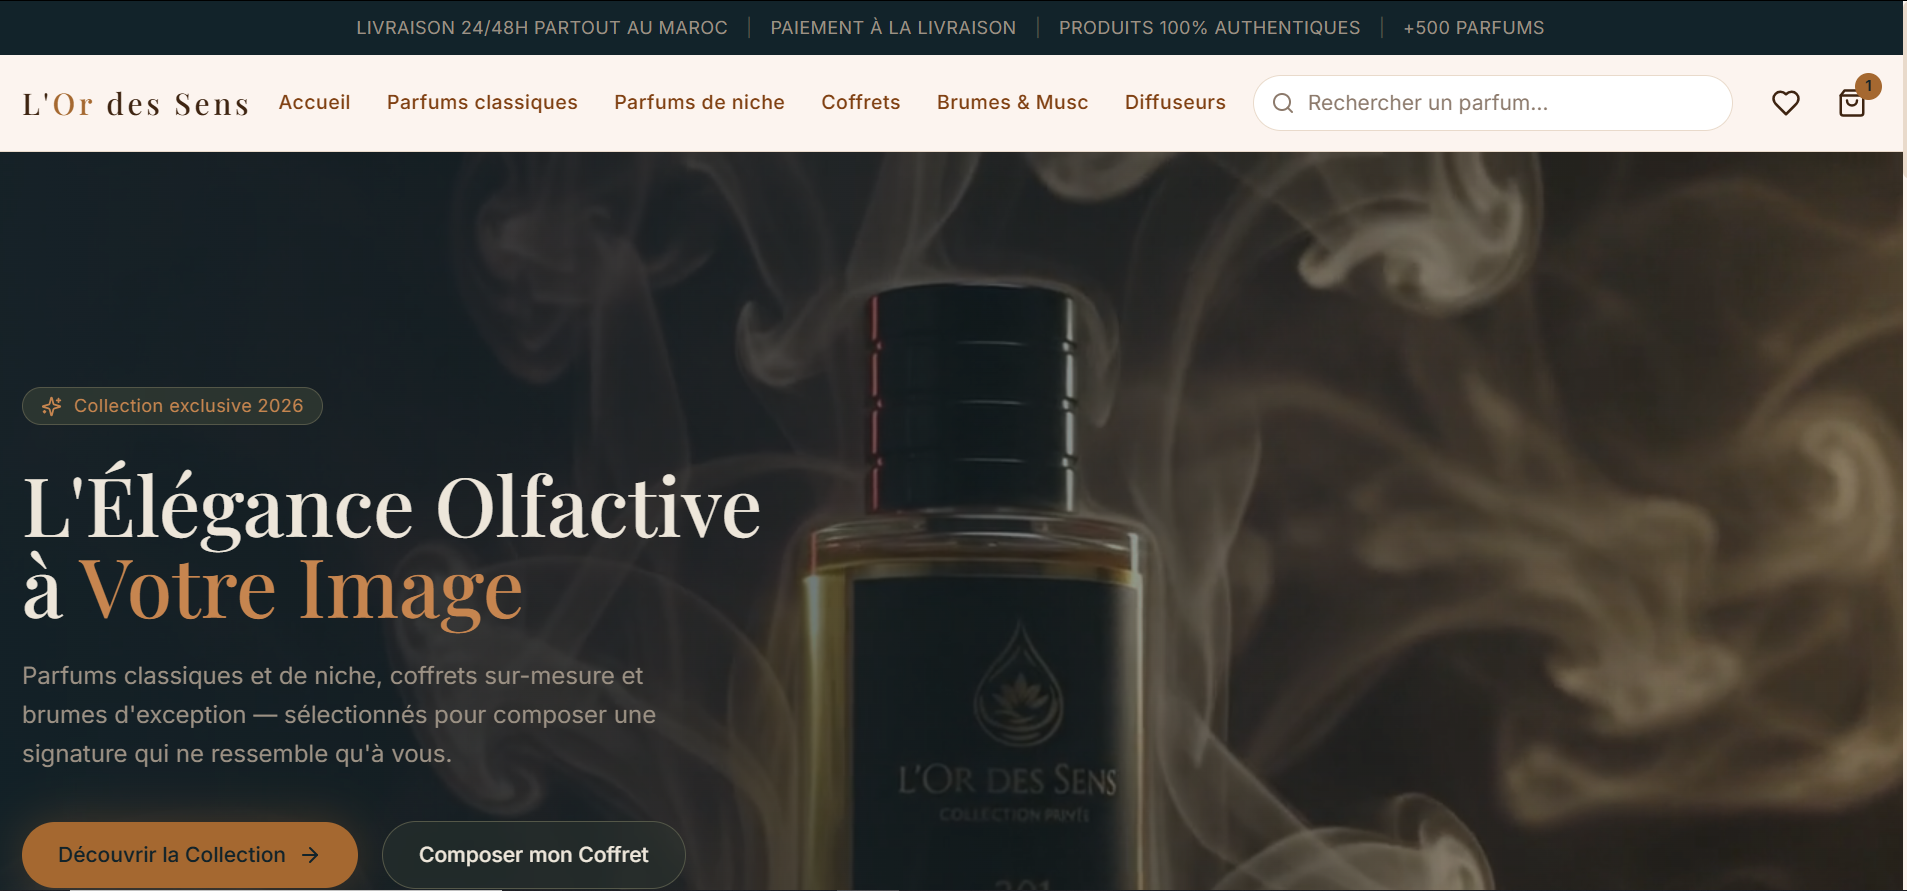 LIVRAISON 24/48H PARTOUT AU MAROC | PAIEMENT À LA LIVRAISON | PRODUITS 100% AUTHENTIQUES | +500 PARFUMS
L'Or des Sens Accueil Parfums classiques Parfums de niche Coffrets Brumes & Musc Diffuseurs Rechercher un parfum... 1
Collection exclusive 2026
L'Élégance Olfactive
à Votre Image
Parfums classiques et de niche, coffrets sur-mesure et
brumes d'exception — sélectionnés pour composer une
signature qui ne ressemble qu'à vous.
Découvrir la Collection → Composer mon Coffret
L'OR DES SENS
COLLECTION PRIVÉE